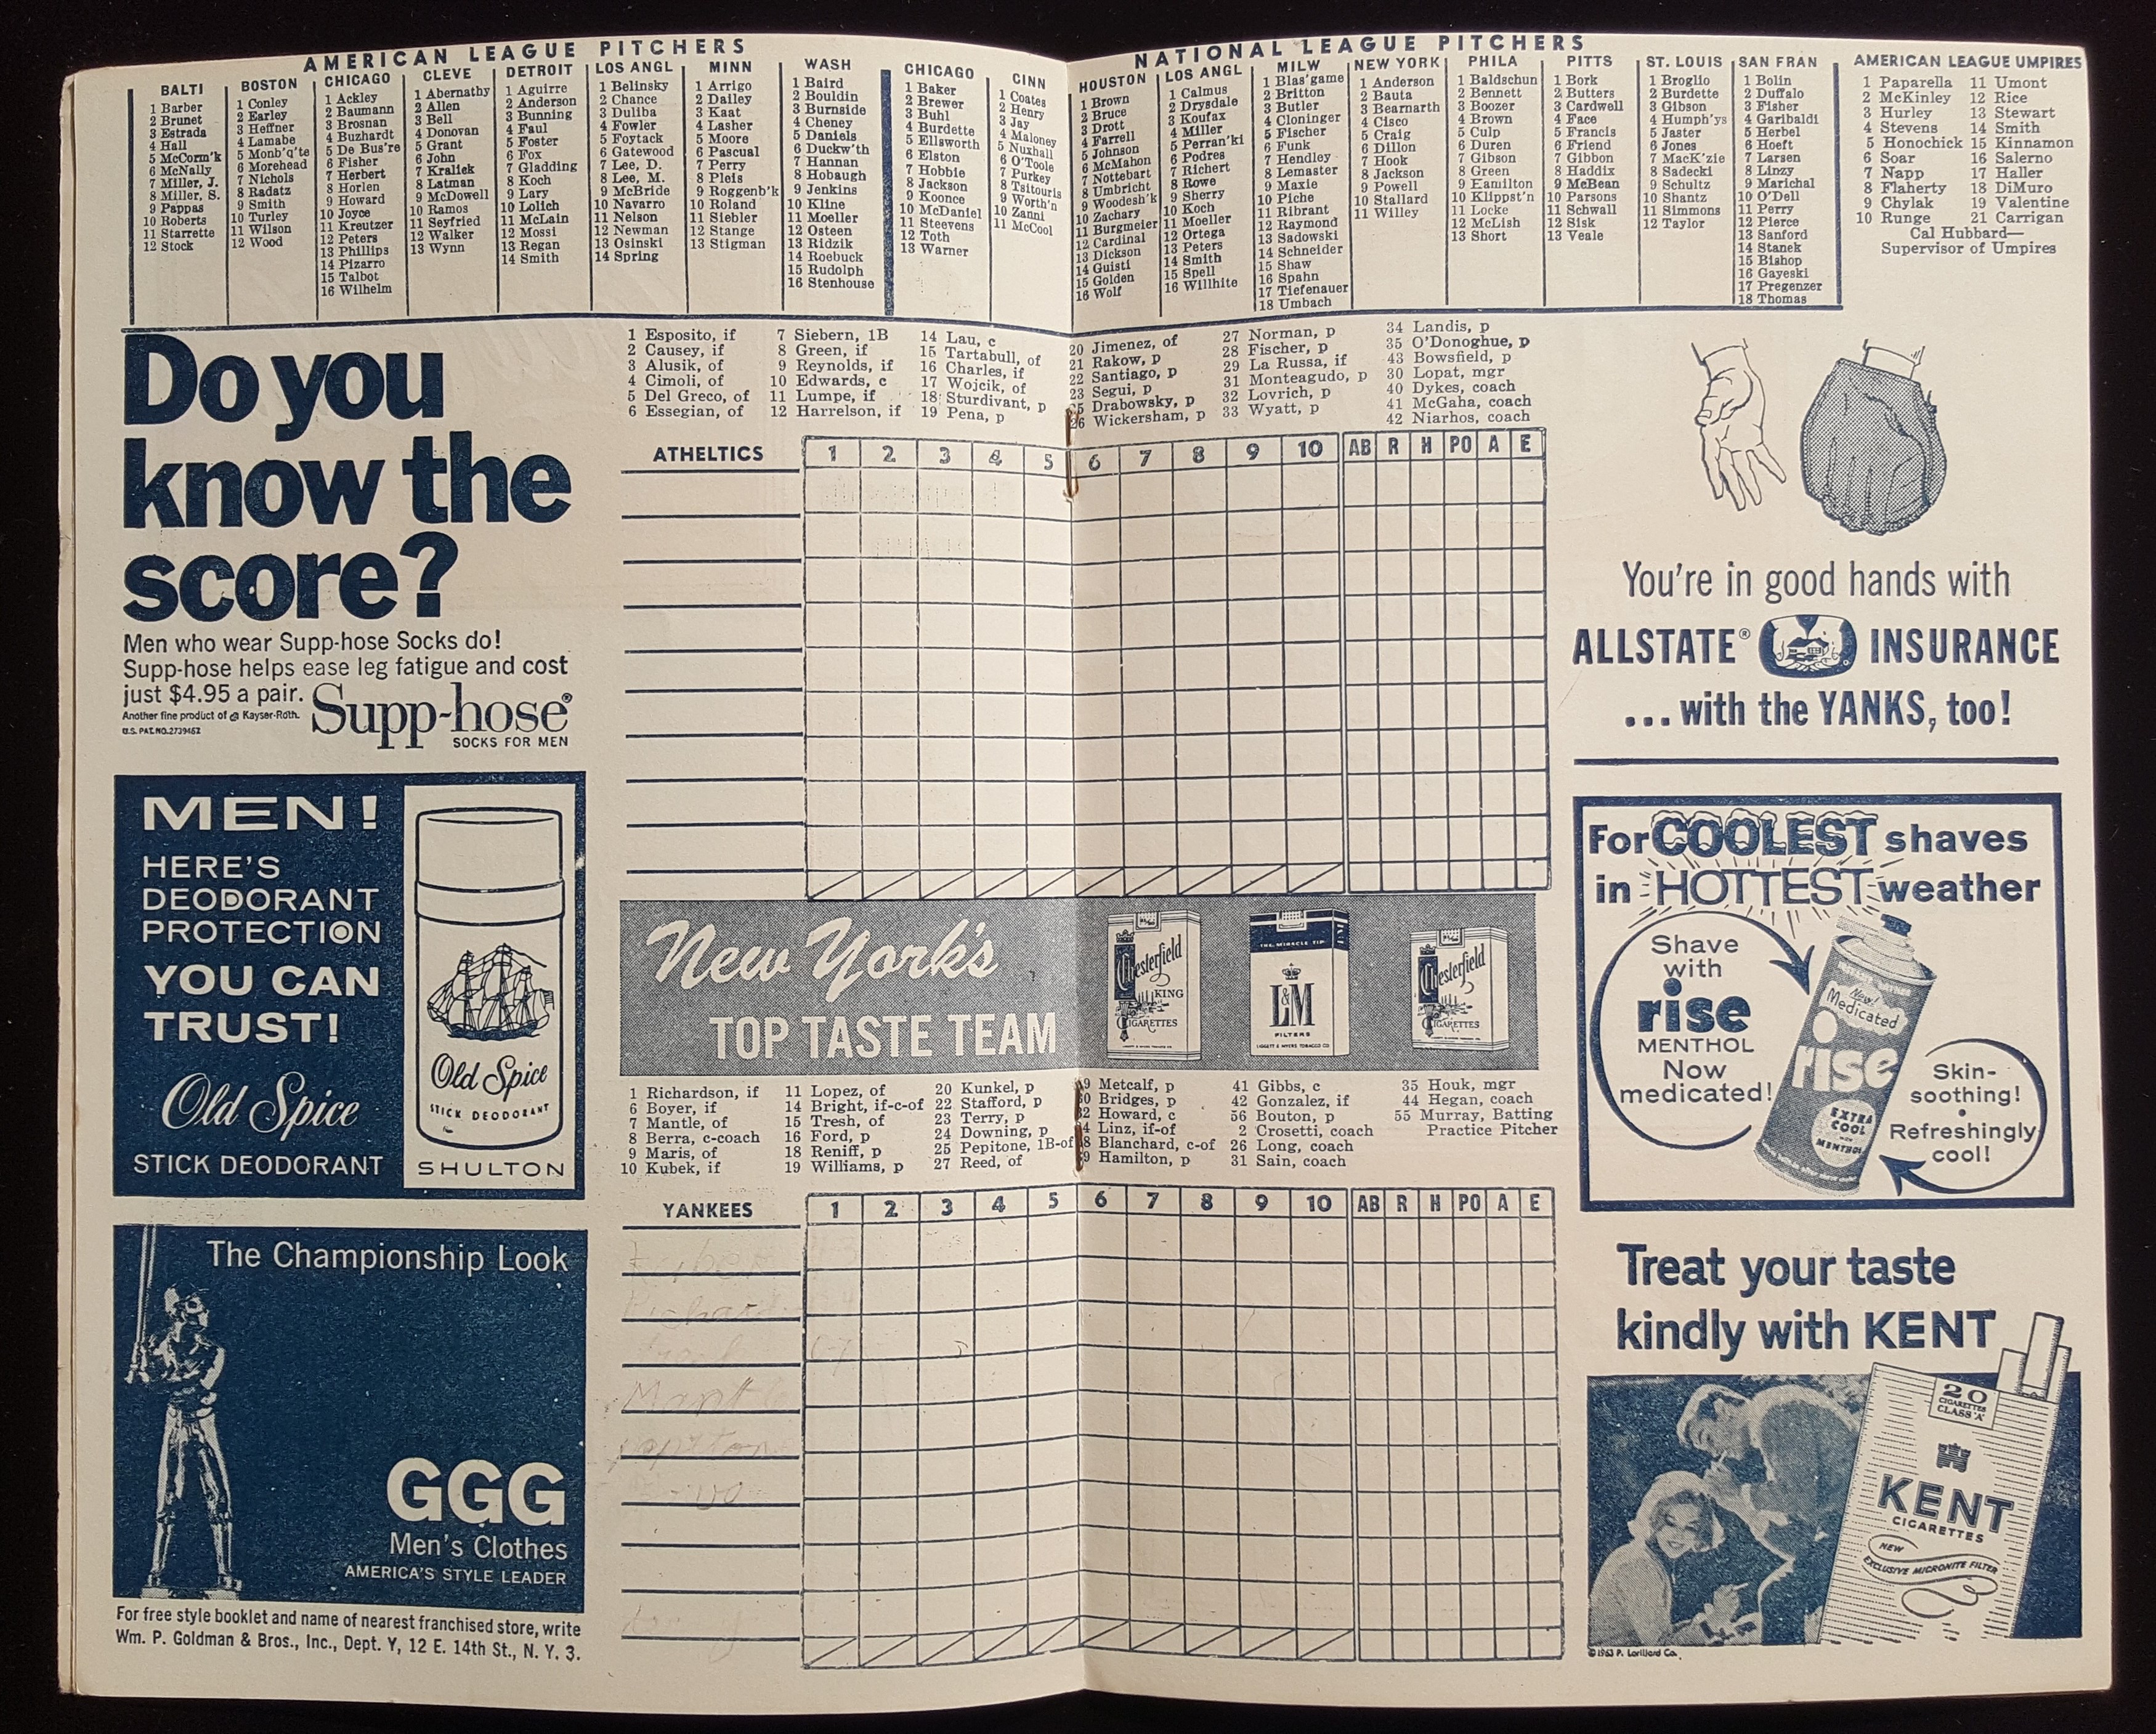 AMERICAN LEAGUE PITCHERS
BALTI
1 Barber
2 Brunet
3 Estrada
4 Hall
5 McCorm'k
6 McNally
7 Miller, J.
8 Miller, S.
9 Pappas
10 Roberts
11 Starrette
12 Stock
BOSTON
1 Conley
2 Earley
3 Heffner
4 Lamabe
5 Monb'q'te
6 Morehead
7 Nichols
8 Radatz
9 Smith
10 Turley
11 Wilson
12 Wood
CHICAGO
1 Ackley
2 Baumann
3 Brosnan
4 Buzhardt
5 De Bus're
6 Fisher
7 Herbert
8 Horlen
9 Howard
10 Joyce
11 Kreutzer
12 Peters
13 Phillips
14 Pizarro
15 Talbot
16 Wilhelm
CLEVE
1 Abernathy
2 Allen
3 Bell
4 Donovan
5 Grant
6 John
7 Kraliek
8 Latman
9 McDowell
10 Ramos
11 Seyfried
12 Walker
13 Wynn
DETROIT
1 Aguirre
2 Anderson
3 Bunning
4 Faul
5 Foster
6 Fox
7 Gladding
8 Koch
9 Lary
10 Lolich
11 McLain
12 Mossi
13 Regan
14 Smith
LOS ANGL
1 Belinsky
2 Chance
3 Duliba
4 Fowler
5 Foytack
6 Gatewood
7 Lee, D.
8 Lee, M.
9 McBride
10 Navarro
11 Nelson
12 Newman
13 Osinski
14 Spring
MINN
1 Arrigo
2 Dailey
3 Kaat
4 Lasher
5 Moore
6 Pascual
7 Perry
8 Pleis
9 Roggenb'k
10 Roland
11 Siebler
12 Stange
13 Stigman
WASH
1 Baird
2 Bouldin
3 Burnside
4 Cheney
5 Daniels
6 Duckw'th
7 Hannan
8 Hobaugh
9 Jenkins
10 Kline
11 Moeller
12 Osteen
13 Ridzik
14 Roebuck
15 Rudolph
16 Stenhouse
NATIONAL LEAGUE PITCHERS
CHICAGO
1 Baker
2 Brewer
3 Buhl
4 Burdette
5 Ellsworth
6 Elston
7 Hobbie
8 Jackson
9 Koonce
10 McDaniel
11 Steevens
12 Toth
13 Warner
CINN
1 Coates
2 Henry
3 Jay
4 Maloney
5 Nuxhall
6 O'Toole
7 Purkey
8 Tsitouris
9 Worth'n
10 Zanni
11 McCool
HOUSTON
1 Brown
2 Bruce
3 Drott
4 Farrell
5 Johnson
6 McMahon
7 Nottebart
8 Umbricht
9 Woodesh'k
10 Zachary
11 Burgmeier
12 Cardinal
13 Dickson
14 Guisti
15 Golden
16 Wolf
LOS ANGL
1 Calmus
2 Drysdale
3 Koufax
4 Miller
5 Perran'ki
6 Podres
7 Richert
8 Rowe
9 Sherry
10 Koch
11 Moeller
12 Ortega
13 Peters
14 Smith
15 Spell
16 Willhite
MILW
1 Blas'game
2 Britton
3 Butler
4 Cloninger
5 Fischer
6 Funk
7 Hendley
8 Lemaster
9 Maxie
10 Piche
11 Ribrant
12 Raymond
13 Sadowski
14 Schneider
15 Shaw
16 Spahn
17 Tiefenauer
18 Umbach
NEW YORK
1 Anderson
2 Bauta
3 Bearnarth
4 Cisco
5 Craig
6 Dillon
7 Hook
8 Jackson
9 Powell
10 Stallard
11 Willey
PHILA
1 Baldschun
2 Bennett
3 Boozer
4 Brown
5 Culp
6 Duren
7 Gibson
8 Green
9 Hamilton
10 Klippst'n
11 Locke
12 McLish
13 Short
PITTS
1 Bork
2 Butters
3 Cardwell
4 Face
5 Francis
6 Friend
7 Gibbon
8 Haddix
9 McBean
10 Parsons
11 Schwall
12 Sisk
13 Veale
ST. LOUIS
1 Broglio
2 Burdette
3 Gibson
4 Humph'ys
5 Jaster
6 Jones
7 MacK'zie
8 Sadecki
9 Schultz
10 Shantz
11 Simmons
12 Taylor
SAN FRAN
1 Bolin
2 Duffalo
3 Fisher
4 Garibaldi
5 Herbel
6 Hoeft
7 Larsen
8 Linzy
9 Marichal
10 O'Dell
11 Perry
12 Pierce
13 Sanford
14 Stanek
15 Bishop
16 Gayeski
17 Pregenzer
18 Thomas
AMERICAN LEAGUE UMPIRES
1 Paparella 11 Umont
2 McKinley 12 Rice
3 Hurley 13 Stewart
4 Stevens 14 Smith
5 Honochick 15 Kinnamon
6 Soar 16 Salerno
7 Napp 17 Haller
8 Flaherty 18 DiMuro
9 Chylak 19 Valentine
10 Runge 21 Carrigan
Cal Hubbard—
Supervisor of Umpires
Do you
know the
score?
Men who wear Supp-hose Socks do!
Supp-hose helps ease leg fatigue and cost
just $4.95 a pair.
Another fine product of Kayser-Roth.
U.S. PAT. NO. 2739452
Supp-hose®
SOCKS FOR MEN
MEN!
HERE'S
DEODORANT
PROTECTION
YOU CAN
TRUST!
Old Spice
STICK DEODORANT
Old Spice
STICK DEODORANT
SHULTON
The Championship Look
GGG
Men's Clothes
AMERICA'S STYLE LEADER
For free style booklet and name of nearest franchised store, write
Wm. P. Goldman & Bros., Inc., Dept. Y, 12 E. 14th St., N. Y. 3.
1 Esposito, if 7 Siebern, 1B 14 Lau, c 20 Jimenez, of 27 Norman, p 34 Landis, p
2 Causey, if 8 Green, if 15 Tartabull, of 21 Rakow, p 28 Fischer, p 35 O'Donoghue, p
3 Alusik, of 9 Reynolds, if 16 Charles, if 22 Santiago, p 29 La Russa, if 43 Bowsfield, p
4 Cimoli, of 10 Edwards, c 17 Wojcik, of 23 Segui, p 31 Monteagudo, p 30 Lopat, mgr
5 Del Greco, of 11 Lumpe, if 18 Sturdivant, p 25 Drabowsky, p 32 Lovrich, p 40 Dykes, coach
6 Essegian, of 12 Harrelson, if 19 Pena, p 26 Wickersham, p 33 Wyatt, p 41 McGaha, coach
42 Niarhos, coach
ATHELTICS 1 2 3 4 5 6 7 8 9 10 AB R H PO A E
New York's
TOP TASTE TEAM
Chesterfield
KING
CIGARETTES
THE MIRACLE TIP
L&M
FILTERS
LIGGETT & MYERS TOBACCO CO
Chesterfield
CIGARETTES
1 Richardson, if 11 Lopez, of 20 Kunkel, p 9 Metcalf, p 41 Gibbs, c 35 Houk, mgr
6 Boyer, if 14 Bright, if-c-of 22 Stafford, p 0 Bridges, p 42 Gonzalez, if 44 Hegan, coach
7 Mantle, of 15 Tresh, of 23 Terry, p 2 Howard, c 56 Bouton, p 55 Murray, Batting
8 Berra, c-coach 16 Ford, p 24 Downing, p 4 Linz, if-of 2 Crosetti, coach Practice Pitcher
9 Maris, of 18 Reniff, p 25 Pepitone, 1B-of 8 Blanchard, c-of 26 Long, coach
10 Kubek, if 19 Williams, p 27 Reed, of 9 Hamilton, p 31 Sain, coach
YANKEES 1 2 3 4 5 6 7 8 9 10 AB R H PO A E
You're in good hands with
ALLSTATE® INSURANCE
...with the YANKS, too!
For COOLEST shaves
in HOTTEST weather
Shave
with
rise
MENTHOL
Now
medicated!
New!
Medicated
rise
EXTRA
COOL
MENTHOL
Skin-
soothing!
•
Refreshingly
cool!
Treat your taste
kindly with KENT
20
CIGARETTES
CLASS 'A'
KENT
CIGARETTES
NEW
EXCLUSIVE MICRONITE FILTER
©1963 P. Lorillard Co.